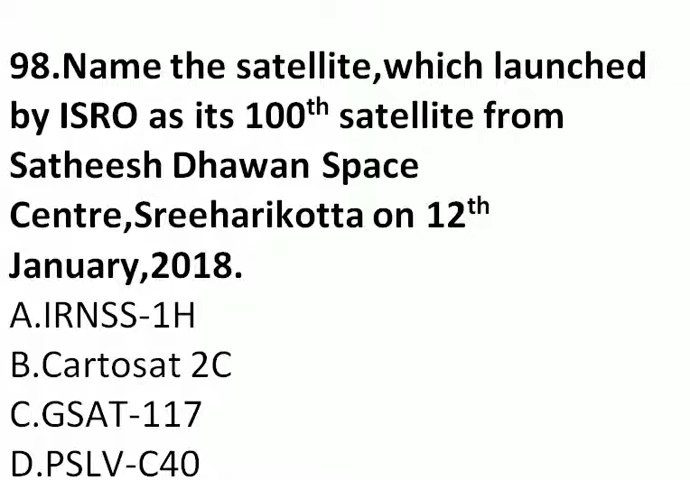 98.Name the satellite,which launched
by ISRO as its 100th satellite from
Satheesh Dhawan Space
Centre,Sreeharikotta on 12th
January,2018.
A.IRNSS-1H
B.Cartosat 2C
C.GSAT-117
D.PSLV-C40